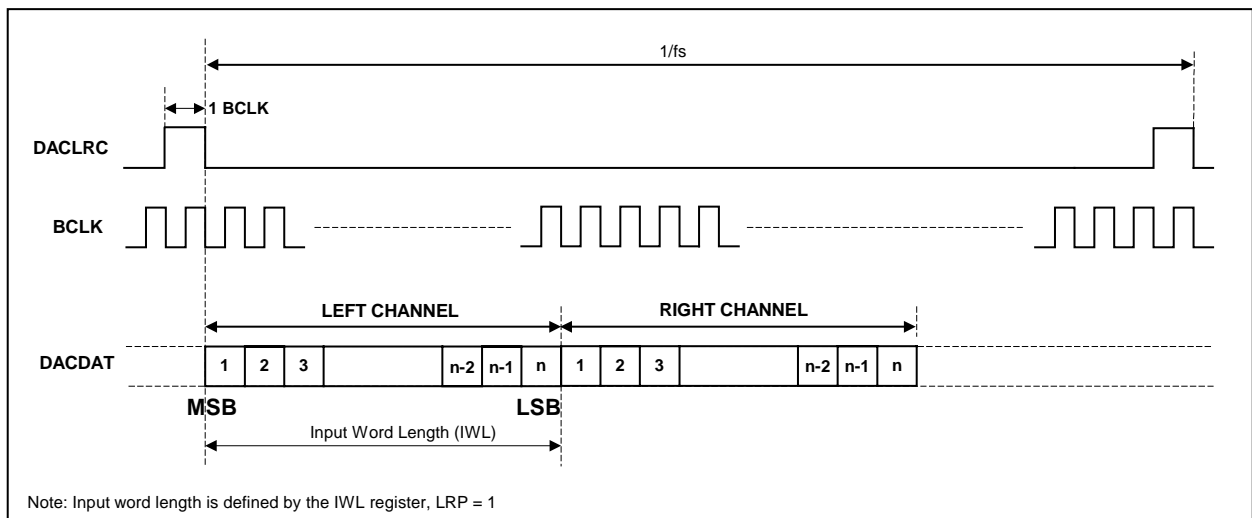 1/fs
1 BCLK
DACLRC
BCLK
LEFT CHANNEL RIGHT CHANNEL
DACDAT 1 2 3 n-2 n-1 n 1 2 3 n-2 n-1 n
MSB LSB
Input Word Length (IWL)
Note: Input word length is defined by the IWL register, LRP = 1